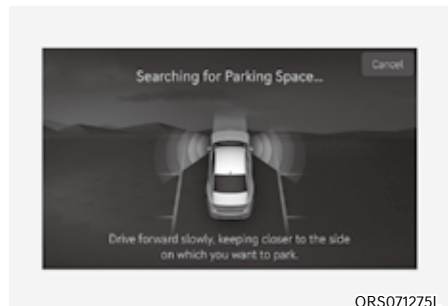 Cancel
Searching for Parking Space...
Drive forward slowly, keeping closer to the side
on which you want to park.
ORS071275L